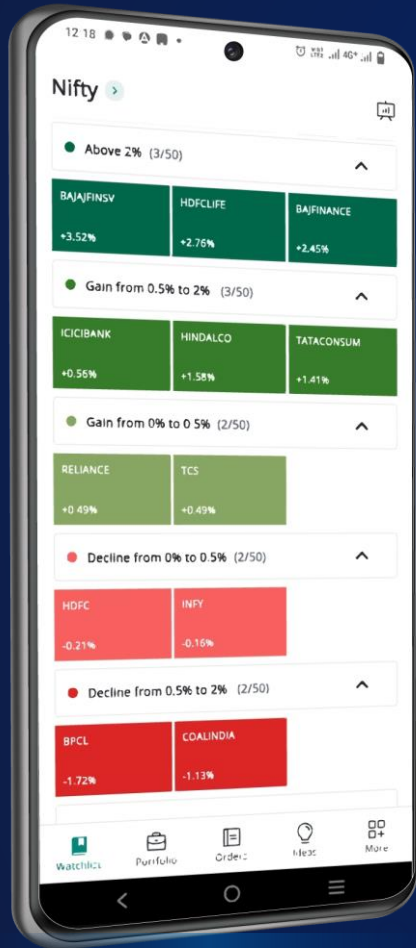 12 18
4G+
Nifty
Above 2% (3/50)
BAJAJFINSV HDFCLIFE BAJFINANCE
+3.52% +2.76% +2.45%
Gain from 0.5% to 2% (3/50)
ICICIBANK HINDALCO TATACONSUM
+0.56% +1.58% +1.41%
Gain from 0% to 0 5% (2/50)
RELIANCE TCS
+0 49% +0.49%
Decline from 0% to 0.5% (2/50)
HDFC INFY
-0.21% -0.16%
Decline from 0.5% to 2% (2/50)
BPCL COALINDIA
-1.72% -1.13%
Watchlist Portfolio Orders Ideas More